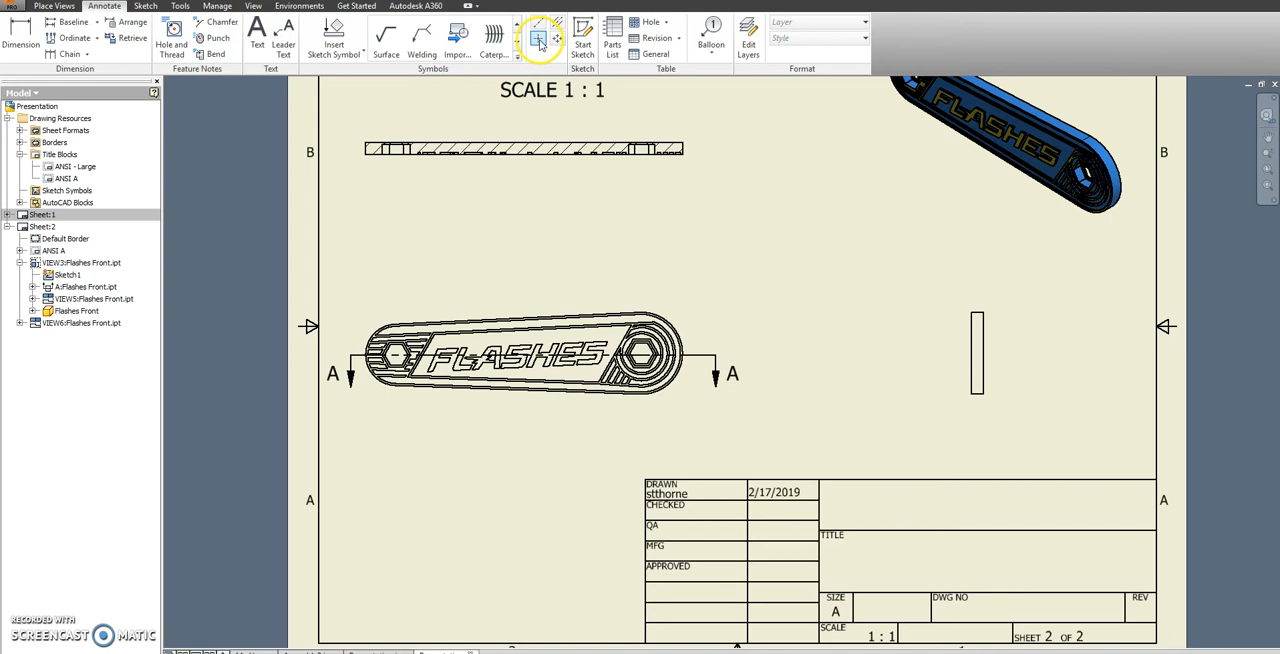 PRO
Place Views Annotate Sketch Tools Manage View Environments Get Started Autodesk A360
Dimension
Baseline
Ordinate
Chain
Arrange
Retrieve
Dimension
Hole and
Thread
Chamfer
Punch
Bend
Feature Notes
Text
Leader
Text
Text
Insert
Sketch Symbol
Surface
Welding
Impor...
Caterp...
Symbols
Start
Sketch
Sketch
Parts
List
Hole
Revision
General
Table
Balloon
Edit
Layers
Layer
Style
Format
Model
Presentation
Drawing Resources
Sheet Formats
Borders
Title Blocks
ANSI - Large
ANSI A
Sketch Symbols
AutoCAD Blocks
Sheet:1
Sheet:2
Default Border
ANSI A
VIEW3:Flashes Front.ipt
Sketch1
A:Flashes Front.ipt
VIEW5:Flashes Front.ipt
Flashes Front
VIEW6:Flashes Front.ipt
SCALE 1 : 1
FLASHES
B
B
A
FLASHES
A
A
A
DRAWN
stthorne
2/17/2019
CHECKED
QA
MFG
APPROVED
TITLE
SIZE
A
DWG NO
REV
SCALE
1 : 1
SHEET 2 OF 2
RECORDED WITH
SCREENCAST MATIC